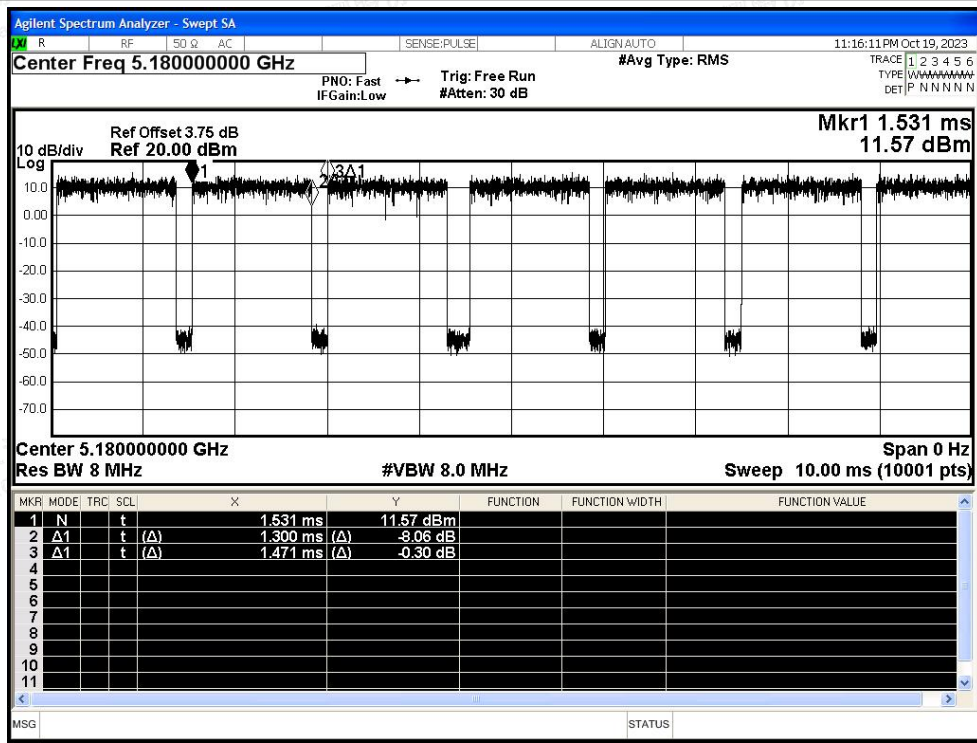 Agilent Spectrum Analyzer - Swept SA
LXI R RF 50 Ω AC SENSE:PULSE ALIGN AUTO 11:16:11 PM Oct 19, 2023
Center Freq 5.180000000 GHz
PNO: Fast
IFGain:Low
Trig: Free Run
#Atten: 30 dB
#Avg Type: RMS
TRACE 1 2 3 4 5 6
TYPE
DET P N N N N N
Mkr1 1.531 ms
11.57 dBm
Ref Offset 3.75 dB
10 dB/div Ref 20.00 dBm
Log
1
3Δ1
10.0
0.00
-10.0
-20.0
-30.0
-40.0
-50.0
-60.0
-70.0
Center 5.180000000 GHz Span 0 Hz
Res BW 8 MHz #VBW 8.0 MHz Sweep 10.00 ms (10001 pts)
MKR MODE TRC SCL X Y FUNCTION FUNCTION WIDTH FUNCTION VALUE
1 N t 1.531 ms 11.57 dBm
2 Δ1 t (Δ) 1.300 ms (Δ) -8.06 dB
3 Δ1 t (Δ) 1.471 ms (Δ) -0.30 dB
4
5
6
7
8
9
10
11
MSG STATUS